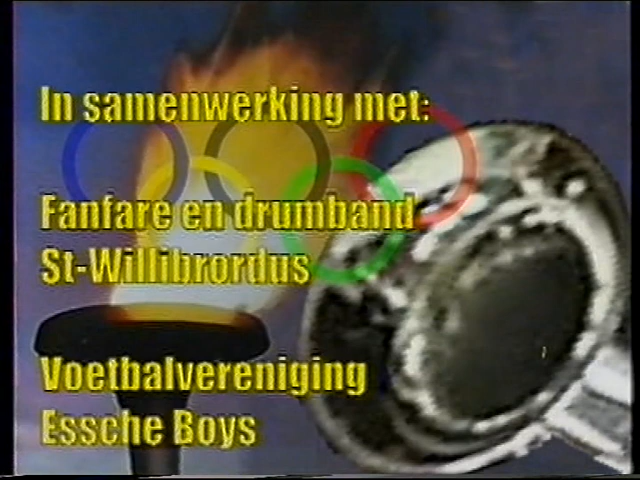 In samenwerking met:
Fanfare en drumband
St-Willibrordus
Voetbalvereniging
Essche Boys